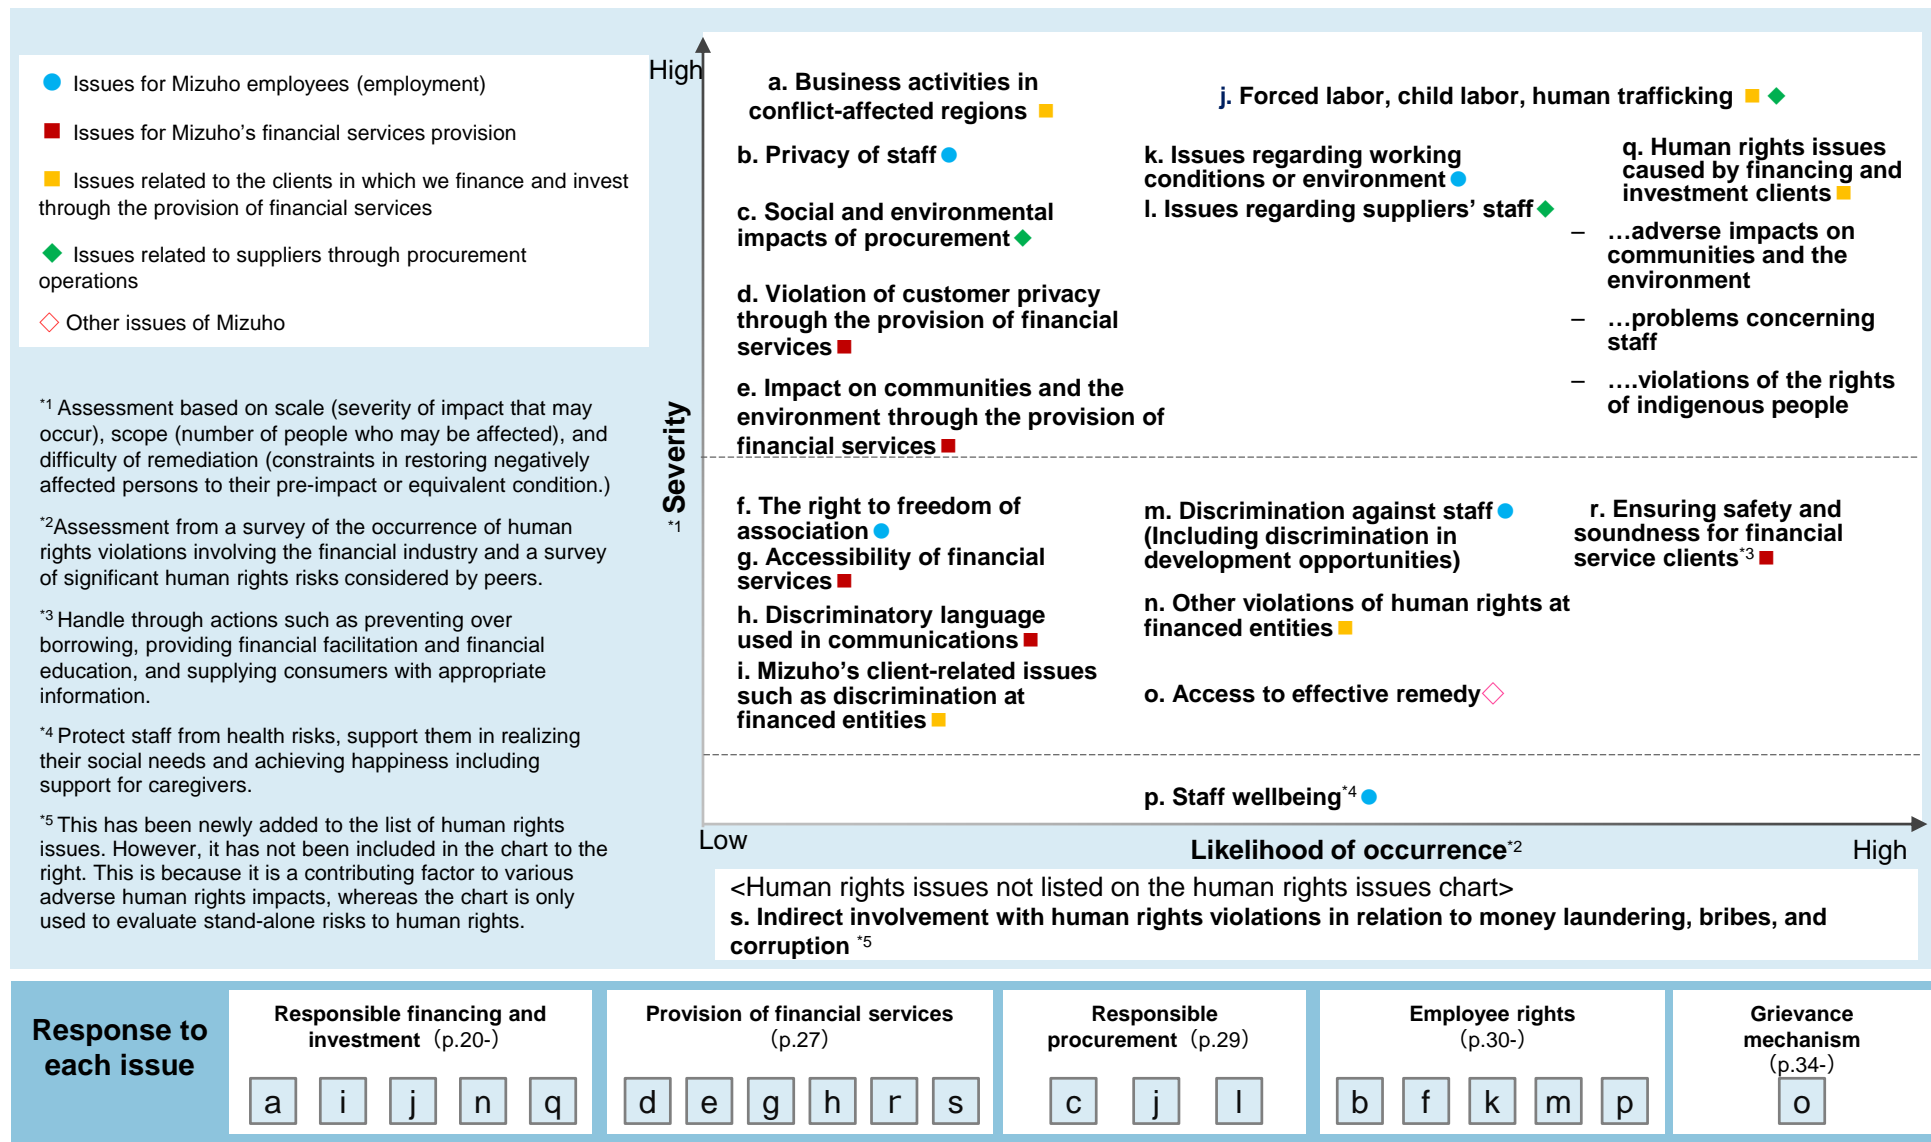 Issues for Mizuho employees (employment)
Issues for Mizuho's financial services provision
Issues related to the clients in which we finance and invest
through the provision of financial services
Issues related to suppliers through procurement
operations
Other issues of Mizuho
*1 Assessment based on scale (severity of impact that may
occur), scope (number of people who may be affected), and
difficulty of remediation (constraints in restoring negatively
affected persons to their pre-impact or equivalent condition.)
*2Assessment from a survey of the occurrence of human
rights violations involving the financial industry and a survey
of significant human rights risks considered by peers.
*3 Handle through actions such as preventing over
borrowing, providing financial facilitation and financial
education, and supplying consumers with appropriate
information.
*4 Protect staff from health risks, support them in realizing
their social needs and achieving happiness including
support for caregivers.
*5 This has been newly added to the list of human rights
issues. However, it has not been included in the chart to the
right. This is because it is a contributing factor to various
adverse human rights impacts, whereas the chart is only
used to evaluate stand-alone risks to human rights.
High
*1 Severity
a. Business activities in
conflict-affected regions
b. Privacy of staff
c. Social and environmental
impacts of procurement
d. Violation of customer privacy
through the provision of financial
services
e. Impact on communities and the
environment through the provision of
financial services
j. Forced labor, child labor, human trafficking
k. Issues regarding working
conditions or environment
l. Issues regarding suppliers' staff
q. Human rights issues
caused by financing and
investment clients
– …adverse impacts on
communities and the
environment
– …problems concerning
staff
– ….violations of the rights
of indigenous people
f. The right to freedom of
association
g. Accessibility of financial
services
h. Discriminatory language
used in communications
i. Mizuho's client-related issues
such as discrimination at
financed entities
m. Discrimination against staff
(Including discrimination in
development opportunities)
n. Other violations of human rights at
financed entities
o. Access to effective remedy
r. Ensuring safety and
soundness for financial
service clients*3
p. Staff wellbeing*4
Low
Likelihood of occurrence*2
High
<Human rights issues not listed on the human rights issues chart>
s. Indirect involvement with human rights violations in relation to money laundering, bribes, and
corruption *5
Response to
each issue
Responsible financing and
investment（p.20-）
a i j n q
Provision of financial services
（p.27）
d e g h r s
Responsible
procurement（p.29）
c j l
Employee rights
（p.30-）
b f k m p
Grievance
mechanism
（p.34-）
o